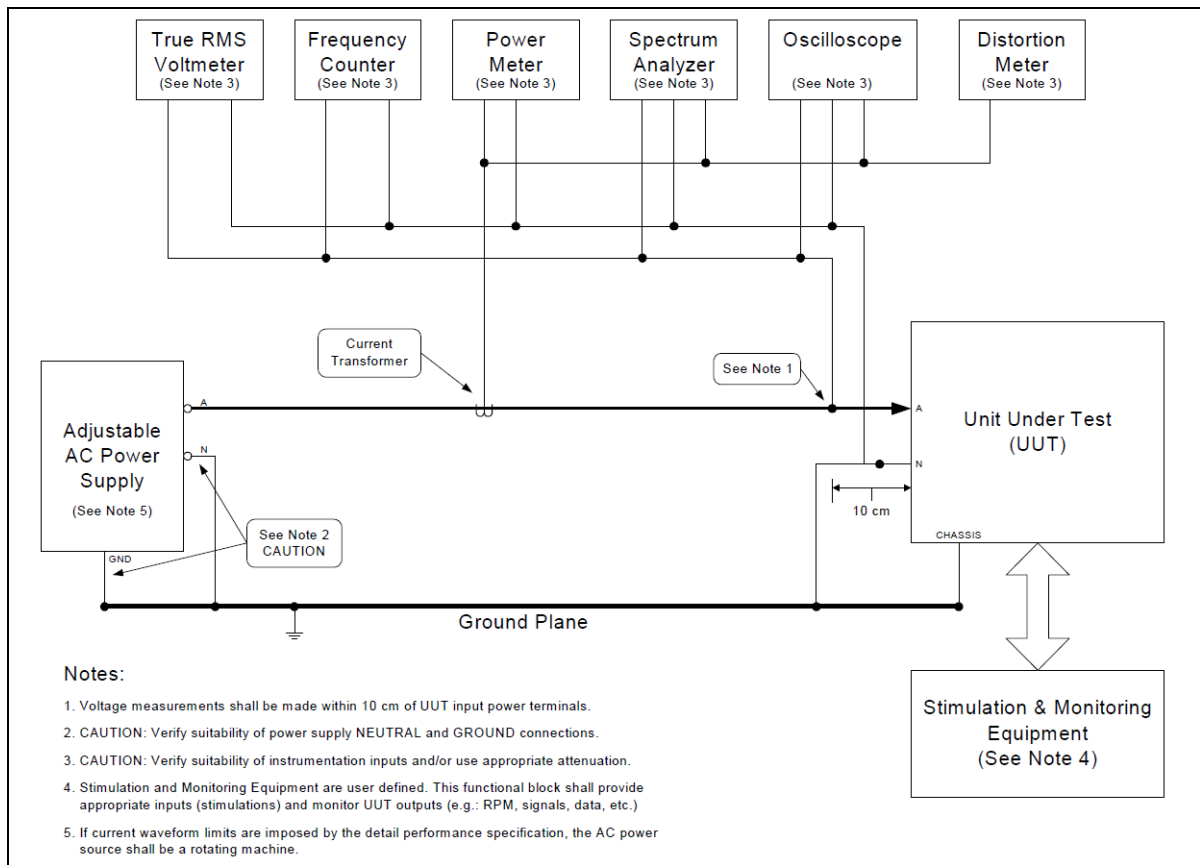 True RMS
Voltmeter
(See Note 3)
Frequency
Counter
(See Note 3)
Power
Meter
(See Note 3)
Spectrum
Analyzer
(See Note 3)
Oscilloscope
(See Note 3)
Distortion
Meter
(See Note 3)
Current
Transformer
See Note 1
Adjustable
AC Power
Supply
(See Note 5)
A
N
GND
See Note 2
CAUTION
A
N
Unit Under Test
(UUT)
10 cm
CHASSIS
Ground Plane
Stimulation & Monitoring
Equipment
(See Note 4)
Notes:
1. Voltage measurements shall be made within 10 cm of UUT input power terminals.
2. CAUTION: Verify suitability of power supply NEUTRAL and GROUND connections.
3. CAUTION: Verify suitability of instrumentation inputs and/or use appropriate attenuation.
4. Stimulation and Monitoring Equipment are user defined. This functional block shall provide
appropriate inputs (stimulations) and monitor UUT outputs (e.g.: RPM, signals, data, etc.)
5. If current waveform limits are imposed by the detail performance specification, the AC power
source shall be a rotating machine.